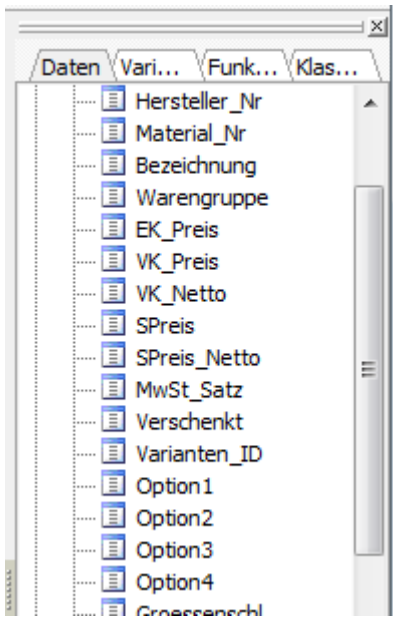 Daten Vari... Funk... Klas...
Hersteller_Nr
Material_Nr
Bezeichnung
Warengruppe
EK_Preis
VK_Preis
VK_Netto
SPreis
SPreis_Netto
MwSt_Satz
Verschenkt
Varianten_ID
Option1
Option2
Option3
Option4
Groessenschl